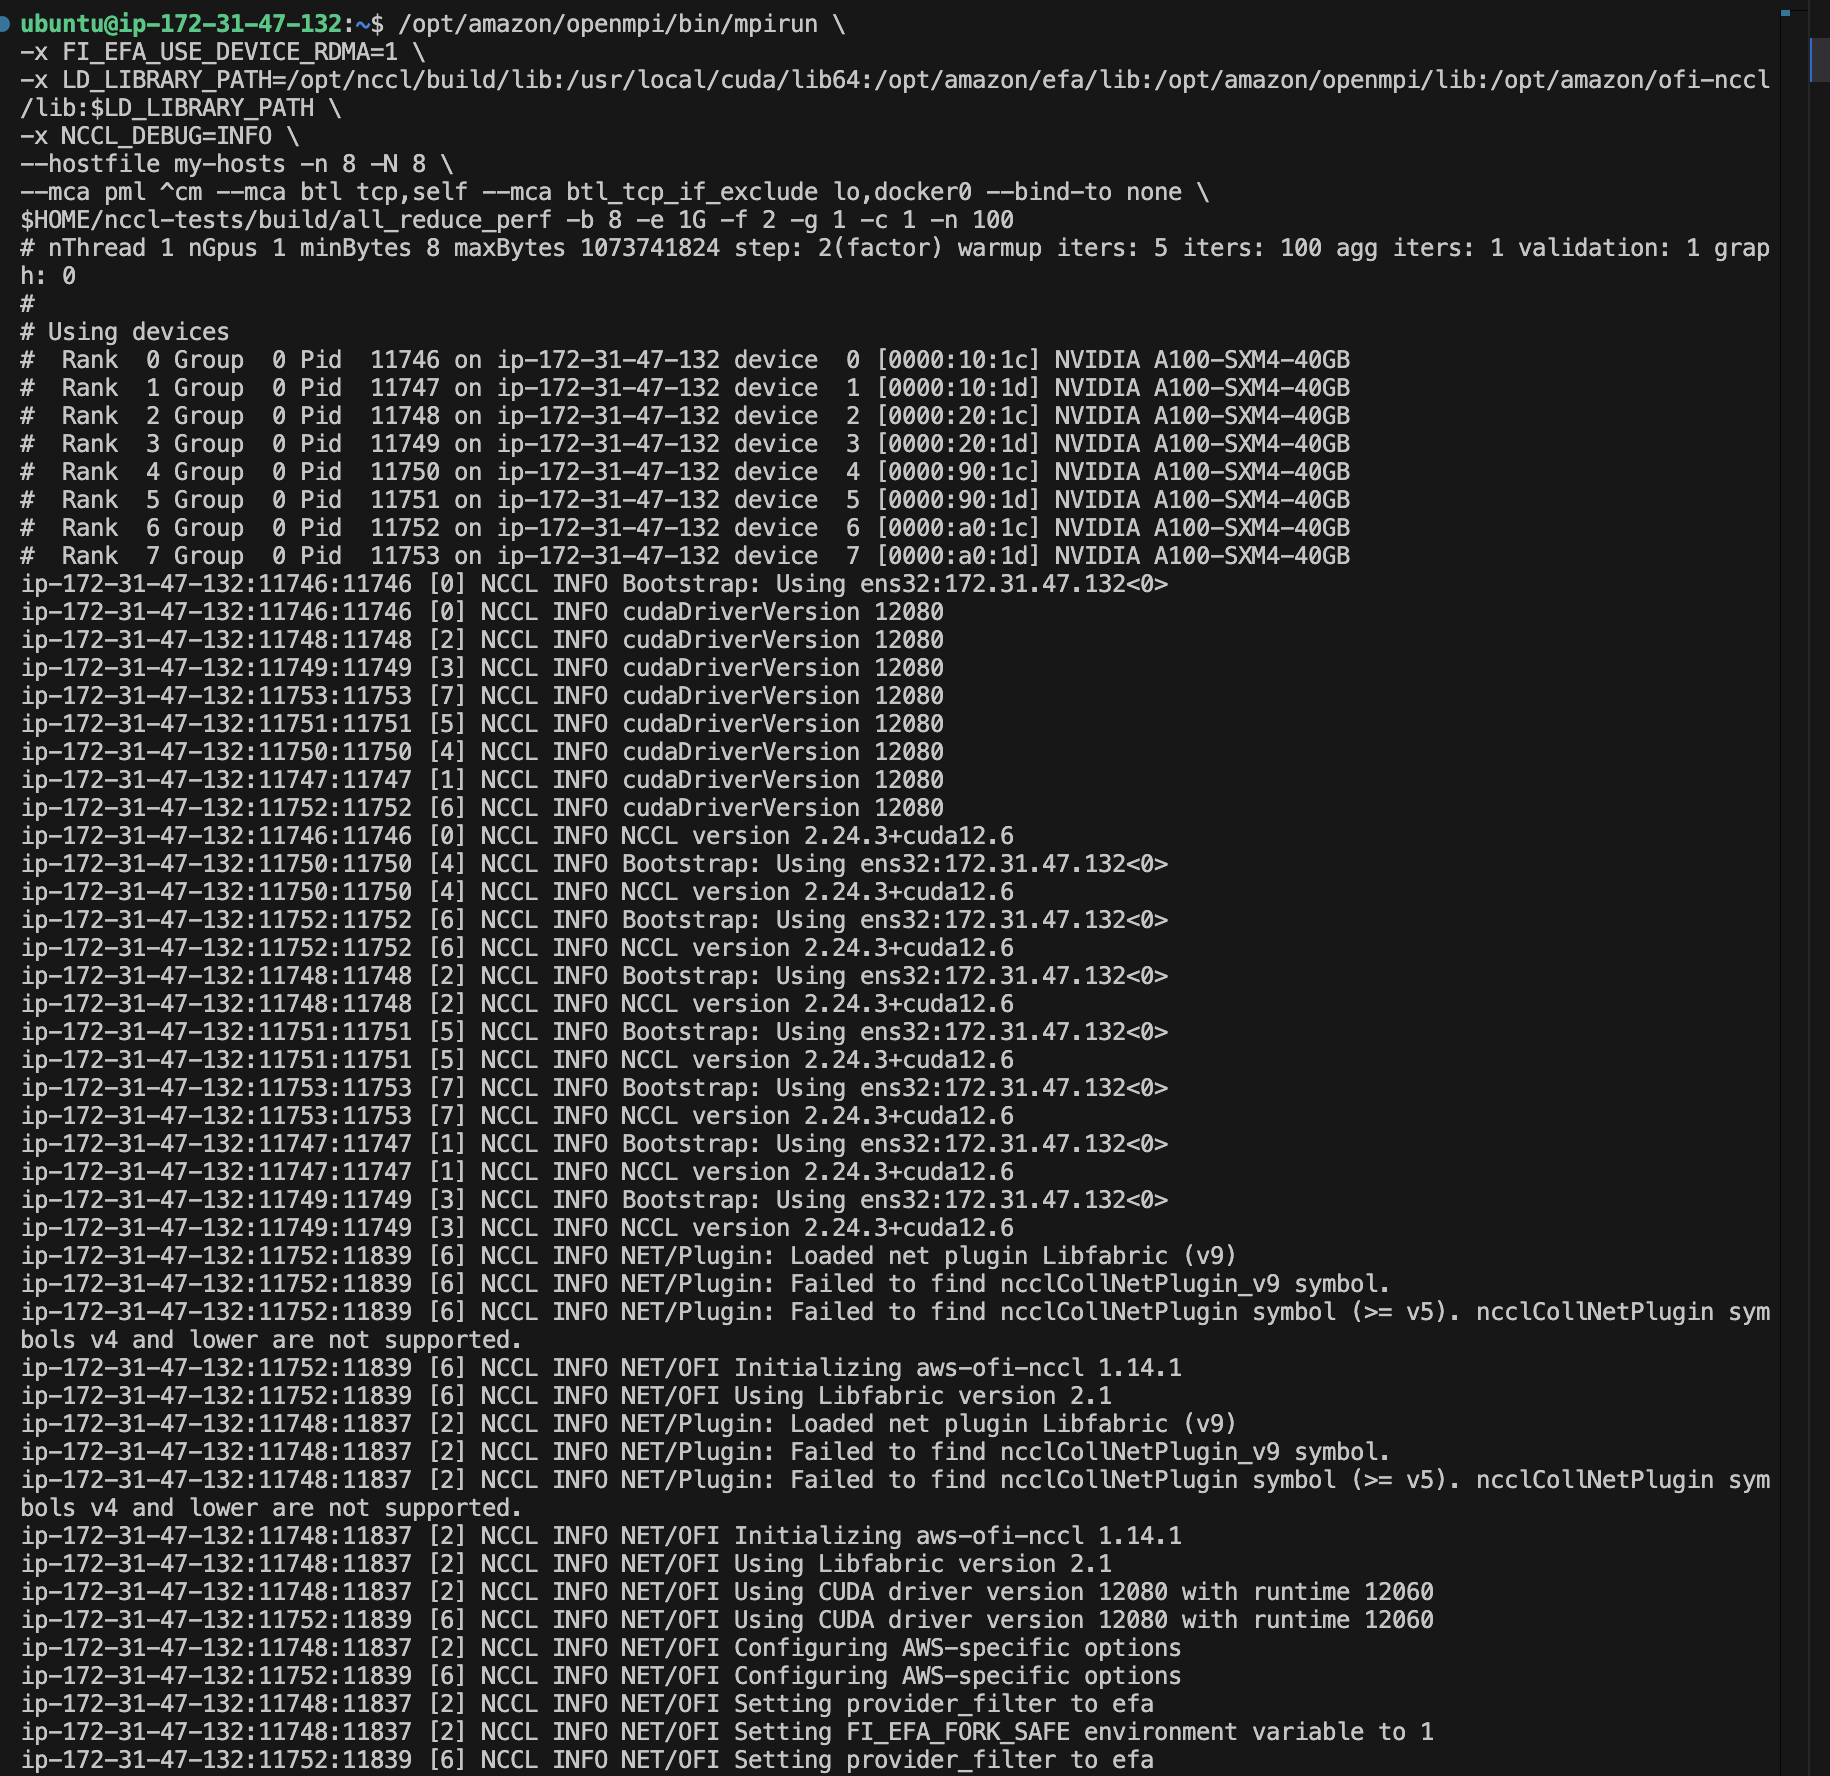 ubuntu@ip-172-31-47-132:~$ /opt/amazon/openmpi/bin/mpirun \
-x FI_EFA_USE_DEVICE_RDMA=1 \
-x LD_LIBRARY_PATH=/opt/nccl/build/lib:/usr/local/cuda/lib64:/opt/amazon/efa/lib:/opt/amazon/openmpi/lib:/opt/amazon/ofi-nccl
/lib:$LD_LIBRARY_PATH \
-x NCCL_DEBUG=INFO \
--hostfile my-hosts -n 8 -N 8 \
--mca pml ^cm --mca btl tcp,self --mca btl_tcp_if_exclude lo,docker0 --bind-to none \
$HOME/nccl-tests/build/all_reduce_perf -b 8 -e 1G -f 2 -g 1 -c 1 -n 100
# nThread 1 nGpus 1 minBytes 8 maxBytes 1073741824 step: 2(factor) warmup iters: 5 iters: 100 agg iters: 1 validation: 1 grap
h: 0
#
# Using devices
#  Rank  0 Group  0 Pid  11746 on ip-172-31-47-132 device  0 [0000:10:1c] NVIDIA A100-SXM4-40GB
#  Rank  1 Group  0 Pid  11747 on ip-172-31-47-132 device  1 [0000:10:1d] NVIDIA A100-SXM4-40GB
#  Rank  2 Group  0 Pid  11748 on ip-172-31-47-132 device  2 [0000:20:1c] NVIDIA A100-SXM4-40GB
#  Rank  3 Group  0 Pid  11749 on ip-172-31-47-132 device  3 [0000:20:1d] NVIDIA A100-SXM4-40GB
#  Rank  4 Group  0 Pid  11750 on ip-172-31-47-132 device  4 [0000:90:1c] NVIDIA A100-SXM4-40GB
#  Rank  5 Group  0 Pid  11751 on ip-172-31-47-132 device  5 [0000:90:1d] NVIDIA A100-SXM4-40GB
#  Rank  6 Group  0 Pid  11752 on ip-172-31-47-132 device  6 [0000:a0:1c] NVIDIA A100-SXM4-40GB
#  Rank  7 Group  0 Pid  11753 on ip-172-31-47-132 device  7 [0000:a0:1d] NVIDIA A100-SXM4-40GB
ip-172-31-47-132:11746:11746 [0] NCCL INFO Bootstrap: Using ens32:172.31.47.132<0>
ip-172-31-47-132:11746:11746 [0] NCCL INFO cudaDriverVersion 12080
ip-172-31-47-132:11748:11748 [2] NCCL INFO cudaDriverVersion 12080
ip-172-31-47-132:11749:11749 [3] NCCL INFO cudaDriverVersion 12080
ip-172-31-47-132:11753:11753 [7] NCCL INFO cudaDriverVersion 12080
ip-172-31-47-132:11751:11751 [5] NCCL INFO cudaDriverVersion 12080
ip-172-31-47-132:11750:11750 [4] NCCL INFO cudaDriverVersion 12080
ip-172-31-47-132:11747:11747 [1] NCCL INFO cudaDriverVersion 12080
ip-172-31-47-132:11752:11752 [6] NCCL INFO cudaDriverVersion 12080
ip-172-31-47-132:11746:11746 [0] NCCL INFO NCCL version 2.24.3+cuda12.6
ip-172-31-47-132:11750:11750 [4] NCCL INFO Bootstrap: Using ens32:172.31.47.132<0>
ip-172-31-47-132:11750:11750 [4] NCCL INFO NCCL version 2.24.3+cuda12.6
ip-172-31-47-132:11752:11752 [6] NCCL INFO Bootstrap: Using ens32:172.31.47.132<0>
ip-172-31-47-132:11752:11752 [6] NCCL INFO NCCL version 2.24.3+cuda12.6
ip-172-31-47-132:11748:11748 [2] NCCL INFO Bootstrap: Using ens32:172.31.47.132<0>
ip-172-31-47-132:11748:11748 [2] NCCL INFO NCCL version 2.24.3+cuda12.6
ip-172-31-47-132:11751:11751 [5] NCCL INFO Bootstrap: Using ens32:172.31.47.132<0>
ip-172-31-47-132:11751:11751 [5] NCCL INFO NCCL version 2.24.3+cuda12.6
ip-172-31-47-132:11753:11753 [7] NCCL INFO Bootstrap: Using ens32:172.31.47.132<0>
ip-172-31-47-132:11753:11753 [7] NCCL INFO NCCL version 2.24.3+cuda12.6
ip-172-31-47-132:11747:11747 [1] NCCL INFO Bootstrap: Using ens32:172.31.47.132<0>
ip-172-31-47-132:11747:11747 [1] NCCL INFO NCCL version 2.24.3+cuda12.6
ip-172-31-47-132:11749:11749 [3] NCCL INFO Bootstrap: Using ens32:172.31.47.132<0>
ip-172-31-47-132:11749:11749 [3] NCCL INFO NCCL version 2.24.3+cuda12.6
ip-172-31-47-132:11752:11839 [6] NCCL INFO NET/Plugin: Loaded net plugin Libfabric (v9)
ip-172-31-47-132:11752:11839 [6] NCCL INFO NET/Plugin: Failed to find ncclCollNetPlugin_v9 symbol.
ip-172-31-47-132:11752:11839 [6] NCCL INFO NET/Plugin: Failed to find ncclCollNetPlugin symbol (>= v5). ncclCollNetPlugin sym
bols v4 and lower are not supported.
ip-172-31-47-132:11752:11839 [6] NCCL INFO NET/OFI Initializing aws-ofi-nccl 1.14.1
ip-172-31-47-132:11752:11839 [6] NCCL INFO NET/OFI Using Libfabric version 2.1
ip-172-31-47-132:11748:11837 [2] NCCL INFO NET/Plugin: Loaded net plugin Libfabric (v9)
ip-172-31-47-132:11748:11837 [2] NCCL INFO NET/Plugin: Failed to find ncclCollNetPlugin_v9 symbol.
ip-172-31-47-132:11748:11837 [2] NCCL INFO NET/Plugin: Failed to find ncclCollNetPlugin symbol (>= v5). ncclCollNetPlugin sym
bols v4 and lower are not supported.
ip-172-31-47-132:11748:11837 [2] NCCL INFO NET/OFI Initializing aws-ofi-nccl 1.14.1
ip-172-31-47-132:11748:11837 [2] NCCL INFO NET/OFI Using Libfabric version 2.1
ip-172-31-47-132:11748:11837 [2] NCCL INFO NET/OFI Using CUDA driver version 12080 with runtime 12060
ip-172-31-47-132:11752:11839 [6] NCCL INFO NET/OFI Using CUDA driver version 12080 with runtime 12060
ip-172-31-47-132:11748:11837 [2] NCCL INFO NET/OFI Configuring AWS-specific options
ip-172-31-47-132:11752:11839 [6] NCCL INFO NET/OFI Configuring AWS-specific options
ip-172-31-47-132:11748:11837 [2] NCCL INFO NET/OFI Setting provider_filter to efa
ip-172-31-47-132:11748:11837 [2] NCCL INFO NET/OFI Setting FI_EFA_FORK_SAFE environment variable to 1
ip-172-31-47-132:11752:11839 [6] NCCL INFO NET/OFI Setting provider_filter to efa